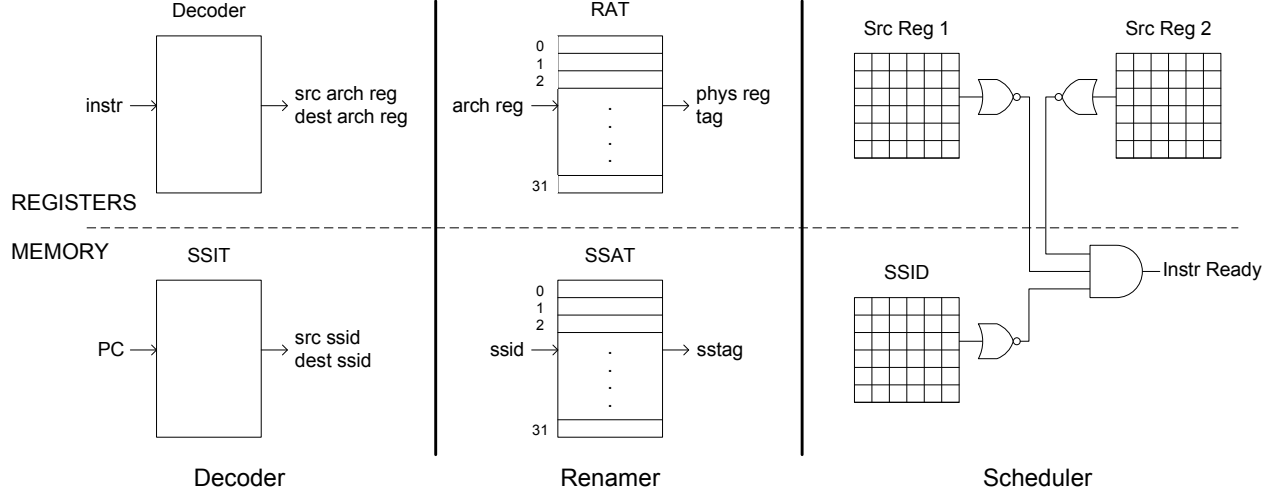 Decoder
RAT
Src Reg 1
Src Reg 2
instr
src arch reg
dest arch reg
0
1
2
arch reg
31
phys reg
tag
REGISTERS
MEMORY
SSIT
SSAT
SSID
Instr Ready
PC
src ssid
dest ssid
0
1
2
ssid
31
sstag
Decoder
Renamer
Scheduler